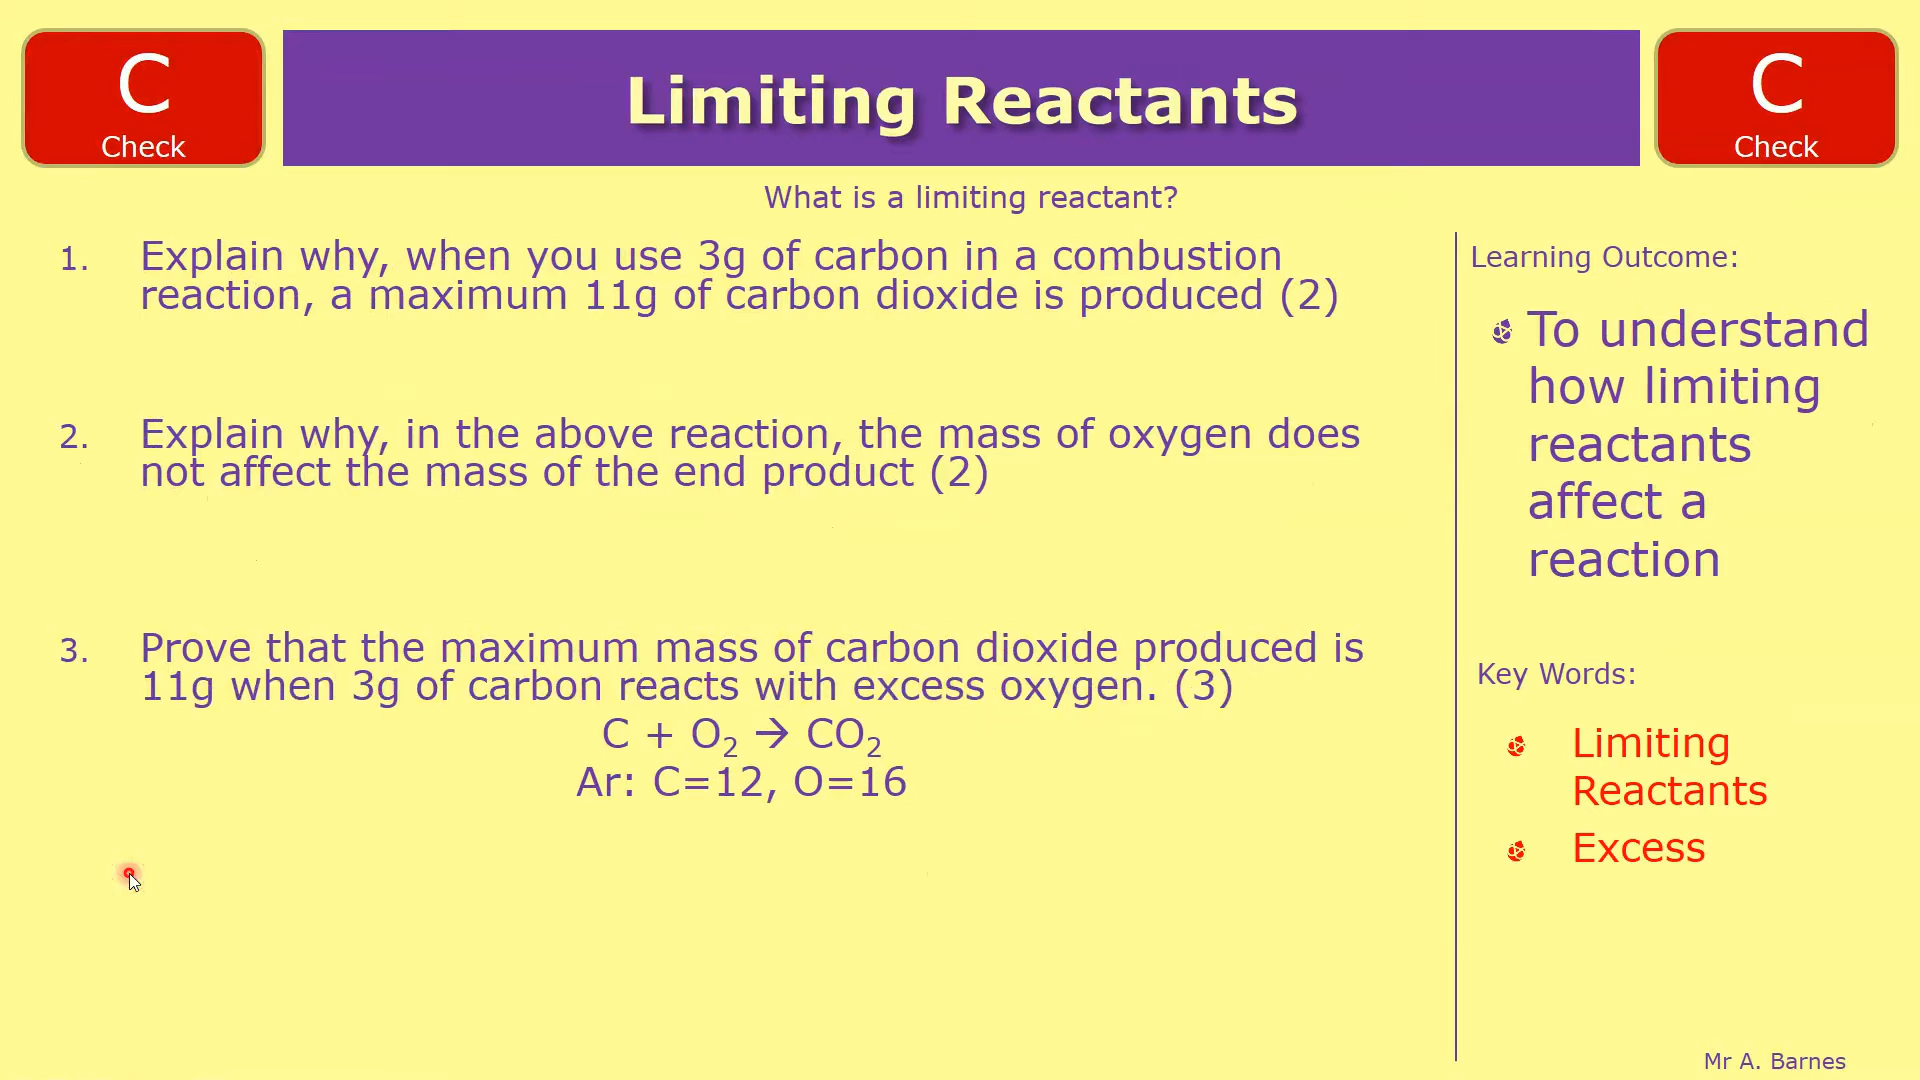 C
Check
Limiting Reactants
C
Check
What is a limiting reactant?
1. Explain why, when you use 3g of carbon in a combustion
reaction, a maximum 11g of carbon dioxide is produced (2)
2. Explain why, in the above reaction, the mass of oxygen does
not affect the mass of the end product (2)
3. Prove that the maximum mass of carbon dioxide produced is
11g when 3g of carbon reacts with excess oxygen. (3)
C + O₂ → CO₂
Ar: C=12, O=16
Learning Outcome:
To understand
how limiting
reactants
affect a
reaction
Key Words:
Limiting
Reactants
Excess
Mr A. Barnes